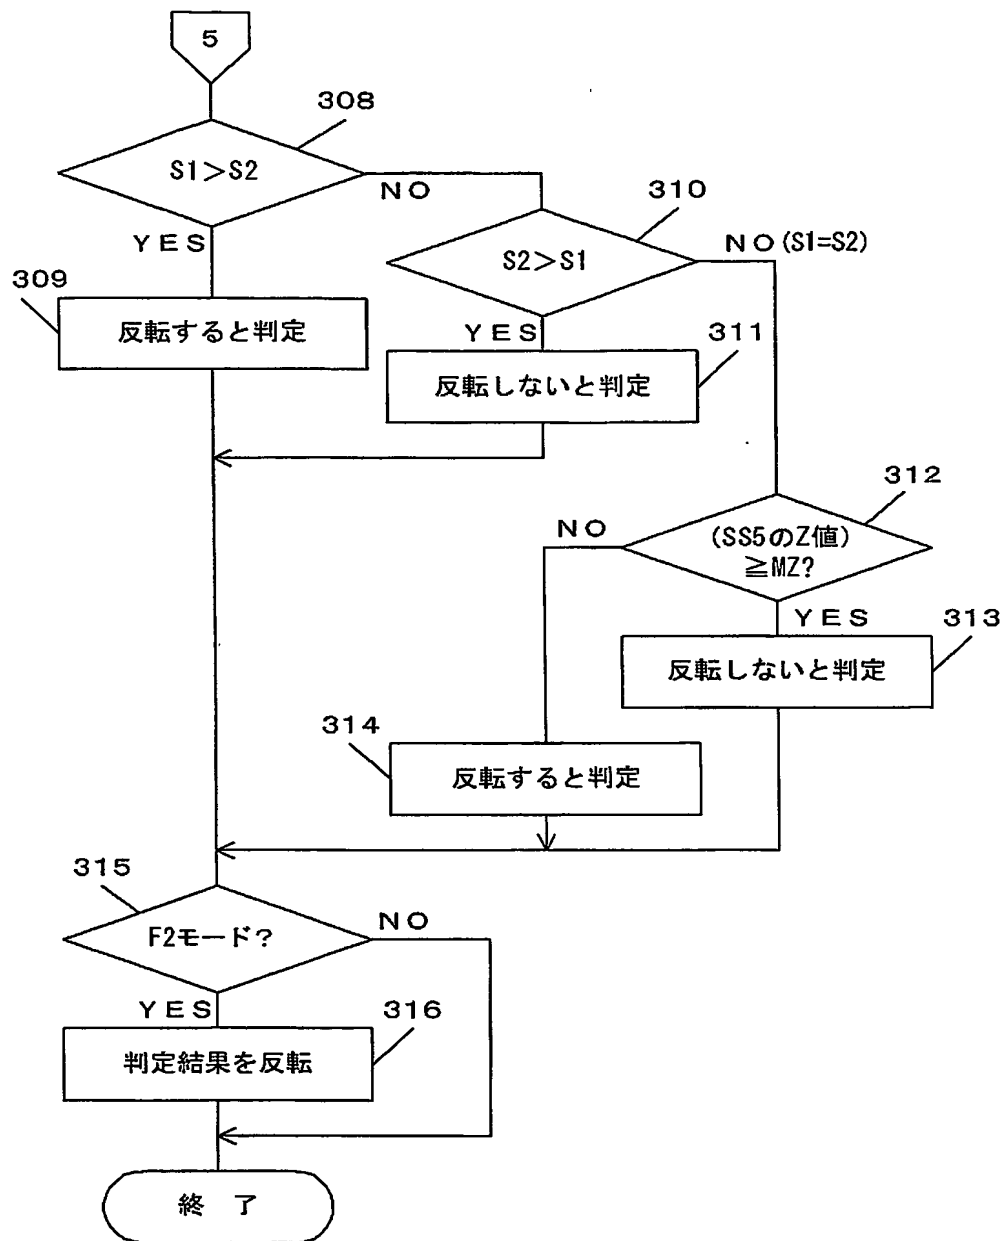 5
308
S1>S2
NO
310
YES
S2>S1
NO(S1=S2)
309
反転すると判定
YES
311
反転しないと判定
312
NO
(SS5のZ値)
≧MZ?
YES
313
反転しないと判定
314
反転すると判定
315
NO
F2モード?
YES
316
判定結果を反転
終 了